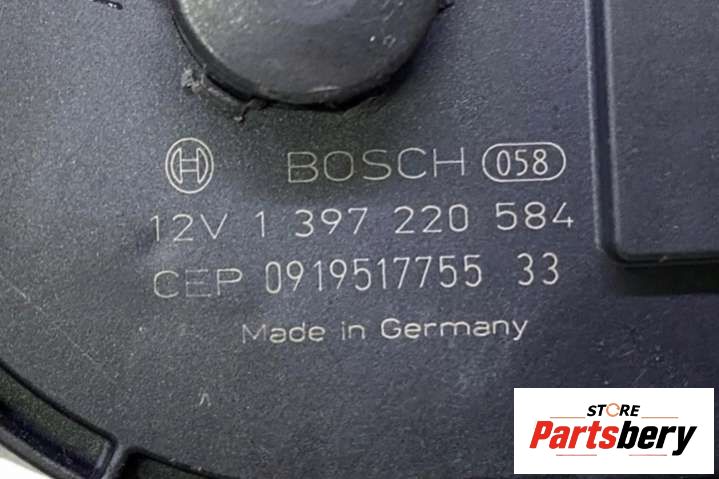 BOSCH 058
12V 1 397 220 584
CEP 0919517755 33
Made in Germany
STORE
Partsbery